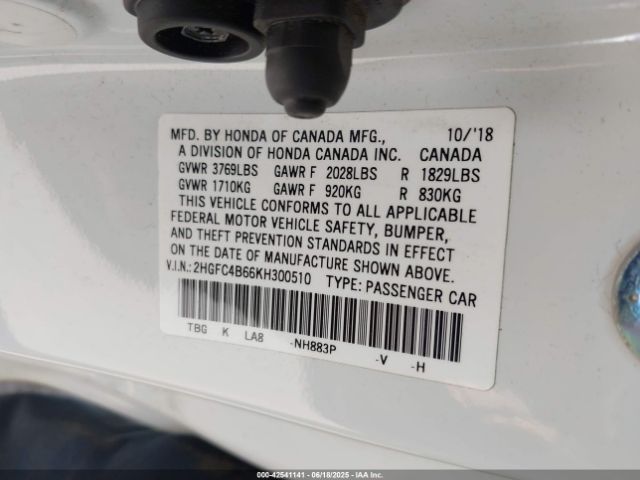 MFD. BY HONDA OF CANADA MFG., 10/'18
A DIVISION OF HONDA CANADA INC. CANADA
GVWR 3769LBS GAWR F 2028LBS R 1829LBS
GVWR 1710KG GAWR F 920KG R 830KG
THIS VEHICLE CONFORMS TO ALL APPLICABLE
FEDERAL MOTOR VEHICLE SAFETY, BUMPER,
AND THEFT PREVENTION STANDARDS IN EFFECT
ON THE DATE OF MANUFACTURE SHOWN ABOVE.
V.I.N.: 2HGFC4B66KH300510 TYPE: PASSENGER CAR
TBG K LA8 -NH883P -V -H
000-42541141 - 06/18/2025 - IAA Inc.